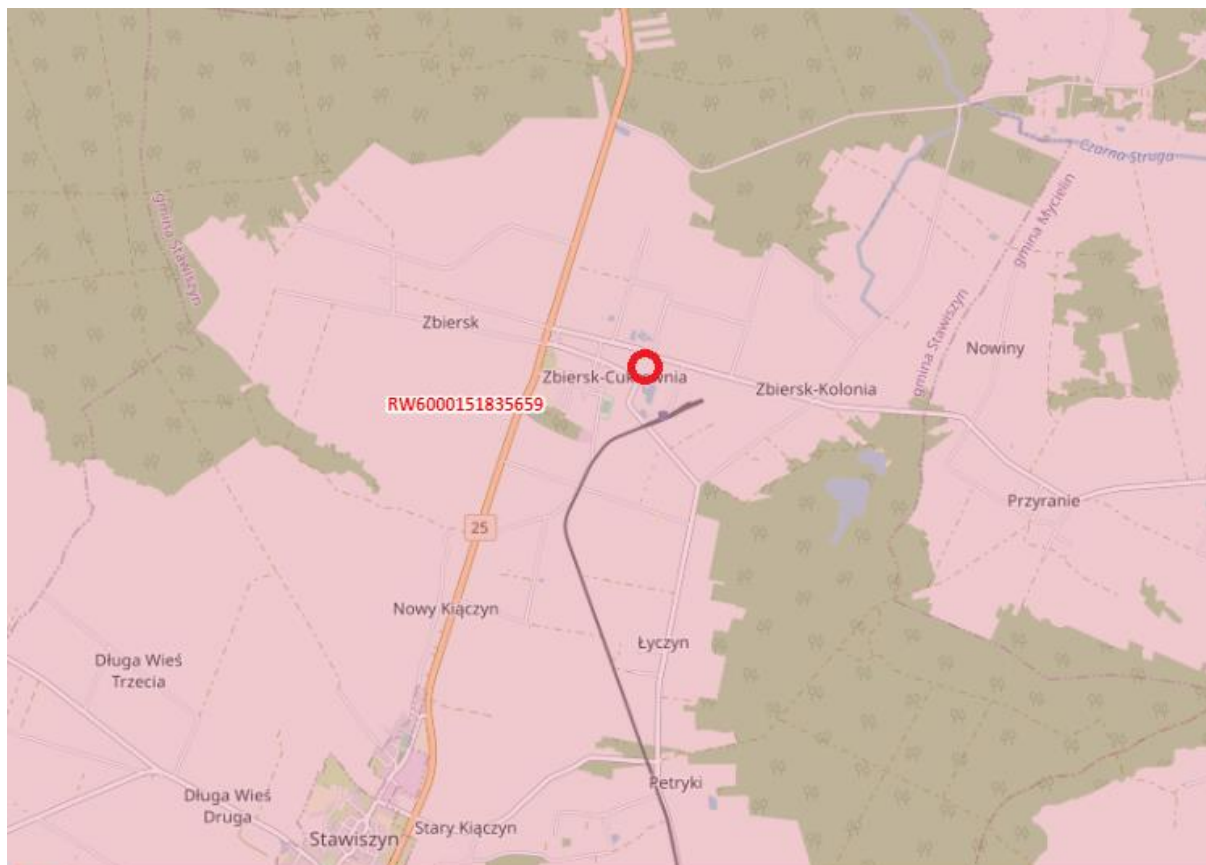 Czarna Struga
gmina Stawiszyn
gmina Mycielin
Zbiersk
gmina Stawiszyn
Nowiny
Zbiersk-Cukrownia
Zbiersk-Kolonia
RW6000151835659
Przyranie
25
Nowy Kiączyn
Łyczyn
Długa Wieś
Trzecia
Petryki
Długa Wieś
Druga
Stary Kiączyn
Stawiszyn